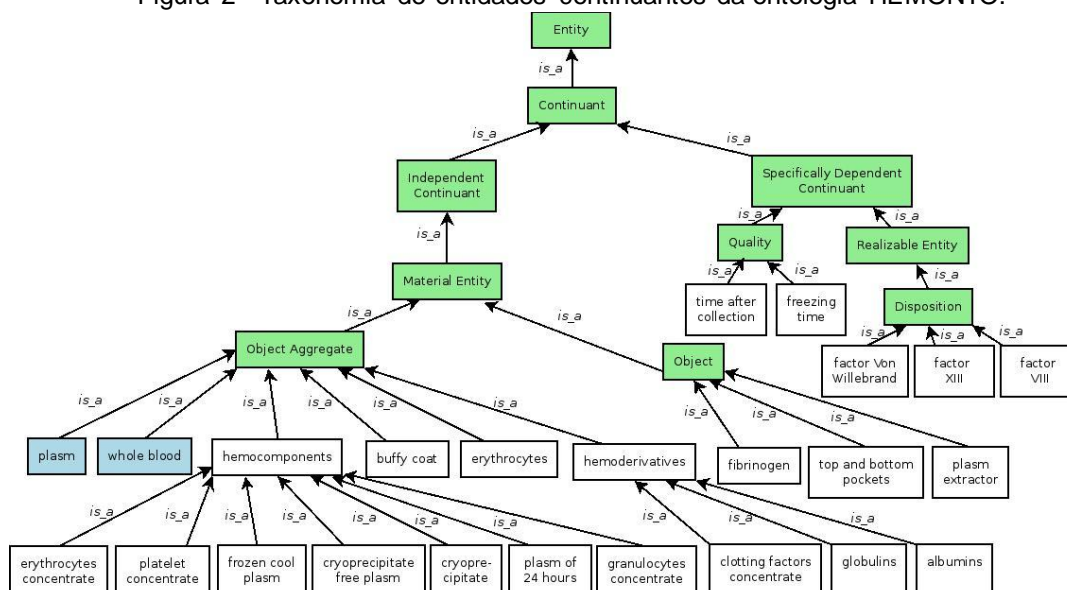 Figura 2 - Taxonomia de entidades continuantes da ontologia HEMONTO.
Entity
is_a
Continuant
is_a is_a
Independent
Continuant
Specifically Dependent
Continuant
is_a
is_a is_a
Quality
Realizable Entity
is_a is_a
is_a
Material Entity
time after
collection
freezing
time
Disposition
is_a
is_a
is_a is_a is_a
Object Aggregate
Object
factor Von
Willebrand
factor
XIII
factor
VIII
is_a is_a is_a is_a is_a is_a
is_a is_a is_a
plasm
whole blood
hemocomponents
buffy coat
erythrocytes
hemoderivatives
fibrinogen
top and bottom
pockets
plasm
extractor
is_a is_a is_a is_a is_a is_a is_a
is_a is_a is_a
erythrocytes
concentrate
platelet
concentrate
frozen cool
plasm
cryoprecipitate
free plasm
cryopre-
cipitate
plasm of
24 hours
granulocytes
concentrate
clotting factors
concentrate
globulins
albumins